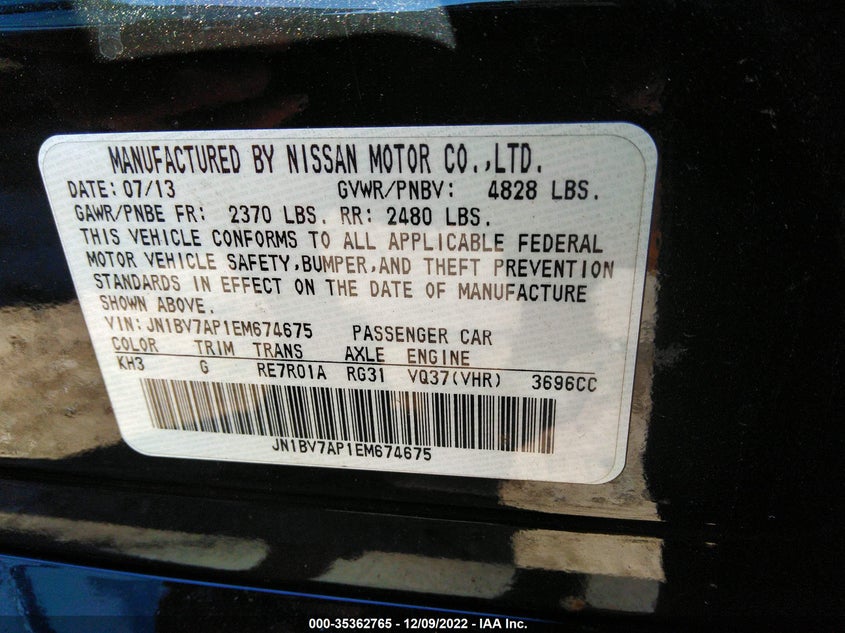 MANUFACTURED BY NISSAN MOTOR CO.,LTD.
DATE: 07/13 GVWR/PNBV: 4828 LBS.
GAWR/PNBE FR: 2370 LBS. RR: 2480 LBS.
THIS VEHICLE CONFORMS TO ALL APPLICABLE FEDERAL
MOTOR VEHICLE SAFETY,BUMPER,AND THEFT PREVENTION
STANDARDS IN EFFECT ON THE DATE OF MANUFACTURE
SHOWN ABOVE.
VIN:JN1BV7AP1EM674675 PASSENGER CAR
COLOR TRIM TRANS AXLE ENGINE
KH3 G RE7R01A RG31 VQ37(VHR) 3696CC
JN1BV7AP1EM674675
000-35362765 - 12/09/2022 - IAA Inc.